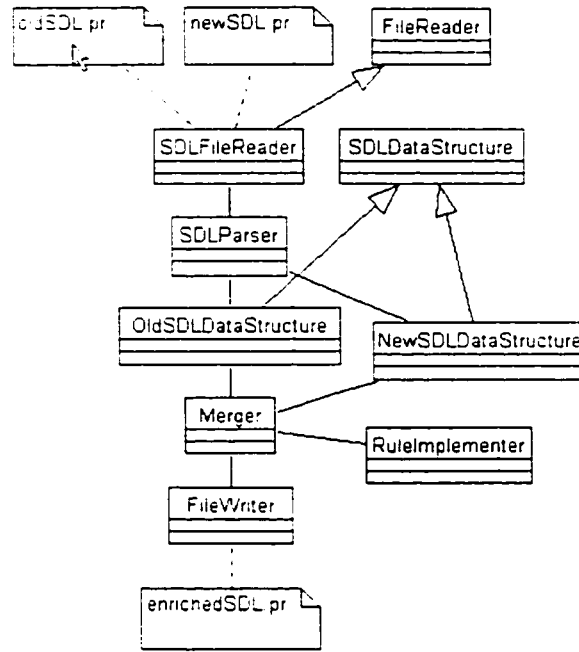 oldSDL.pr
newSDL.pr
FileReader
SDLFileReader
SDLDataStructure
SDLParser
OldSDLDataStructure
NewSDLDataStructure
Merger
RuleImplementer
FileWriter
enrichedSDL.pr